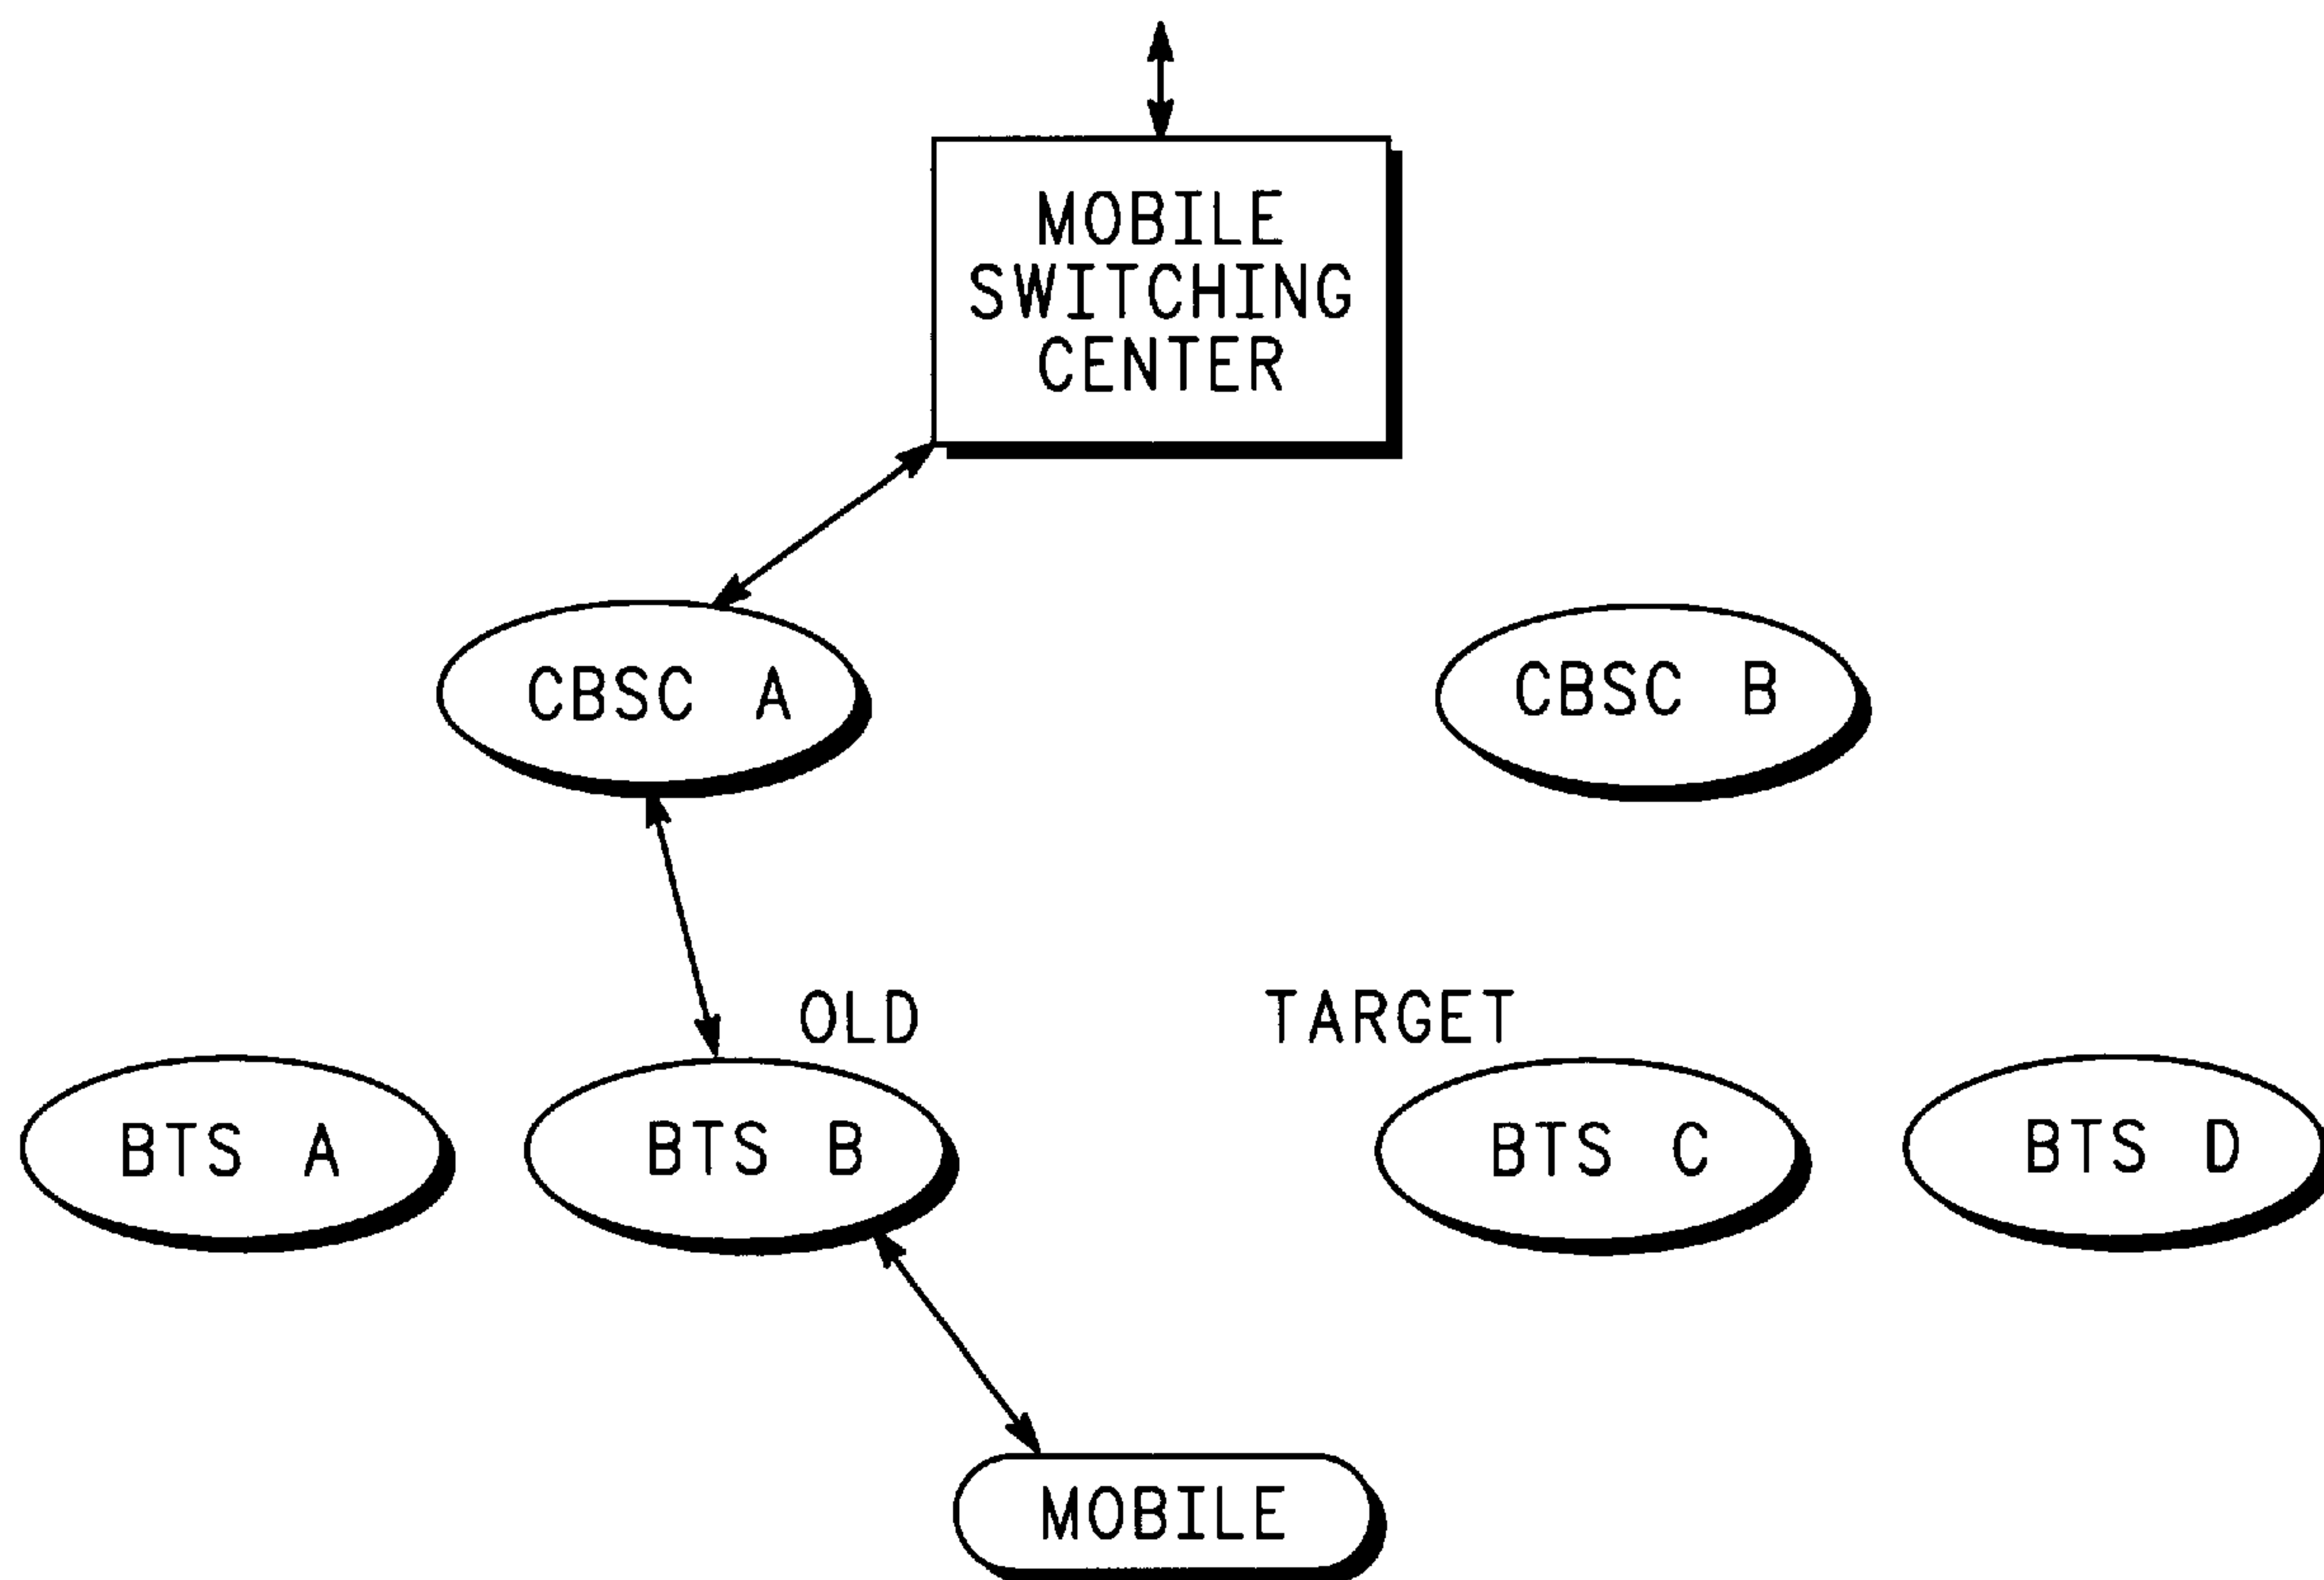 MOBILE
SWITCHING
CENTER
CBSC A
CBSC B
OLD
TARGET
BTS A
BTS B
BTS C
BTS D
MOBILE